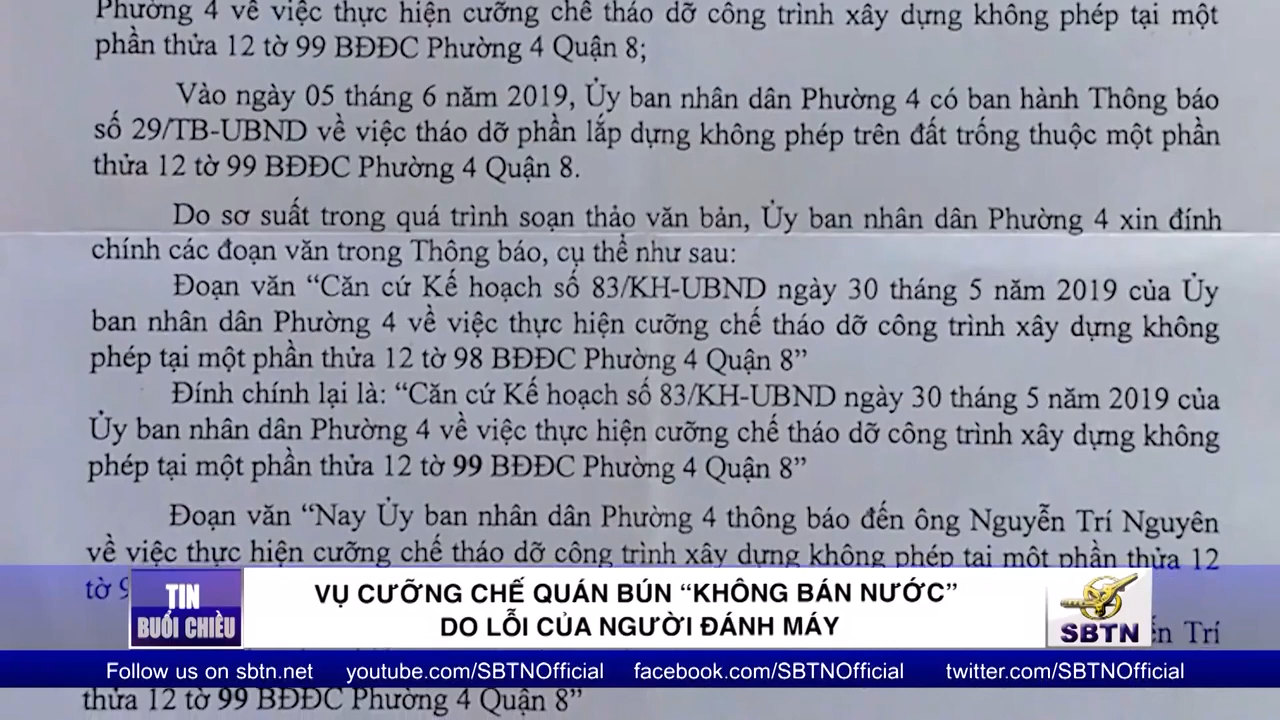 Phường 4 về việc thực hiện cưỡng chế tháo dỡ công trình xây dựng không phép tại một
phần thửa 12 tờ 99 BĐĐC Phường 4 Quận 8;
Vào ngày 05 tháng 6 năm 2019, Ủy ban nhân dân Phường 4 có ban hành Thông báo
số 29/TB-UBND về việc tháo dỡ phần lắp dựng không phép trên đất trống thuộc một phần
thửa 12 tờ 99 BĐĐC Phường 4 Quận 8.
Do sơ suất trong quá trình soạn thảo văn bản, Ủy ban nhân dân Phường 4 xin đính
chính các đoạn văn trong Thông báo, cụ thể như sau:
Đoạn văn “Căn cứ Kế hoạch số 83/KH-UBND ngày 30 tháng 5 năm 2019 của Ủy
ban nhân dân Phường 4 về việc thực hiện cưỡng chế tháo dỡ công trình xây dựng không
phép tại một phần thửa 12 tờ 98 BĐĐC Phường 4 Quận 8”
Đính chính lại là: “Căn cứ Kế hoạch số 83/KH-UBND ngày 30 tháng 5 năm 2019 của
Ủy ban nhân dân Phường 4 về việc thực hiện cưỡng chế tháo dỡ công trình xây dựng không
phép tại một phần thửa 12 tờ 99 BĐĐC Phường 4 Quận 8”
Đoạn văn “Nay Ủy ban nhân dân Phường 4 thông báo đến ông Nguyễn Trí Nguyên
về việc thực hiện cưỡng chế tháo dỡ công trình xây dựng không phép tại một phần thửa 12
tờ
TIN
BUỔI CHIỀU
VỤ CƯỠNG CHẾ QUÁN BÚN “KHÔNG BÁN NƯỚC”
DO LỖI CỦA NGƯỜI ĐÁNH MÁY
SBTN
Trí
Follow us on sbtn.net youtube.com/SBTNOfficial facebook.com/SBTNOfficial twitter.com/SBTNOfficial
thửa 12 tờ 99 BĐĐC Phường 4 Quận 8”